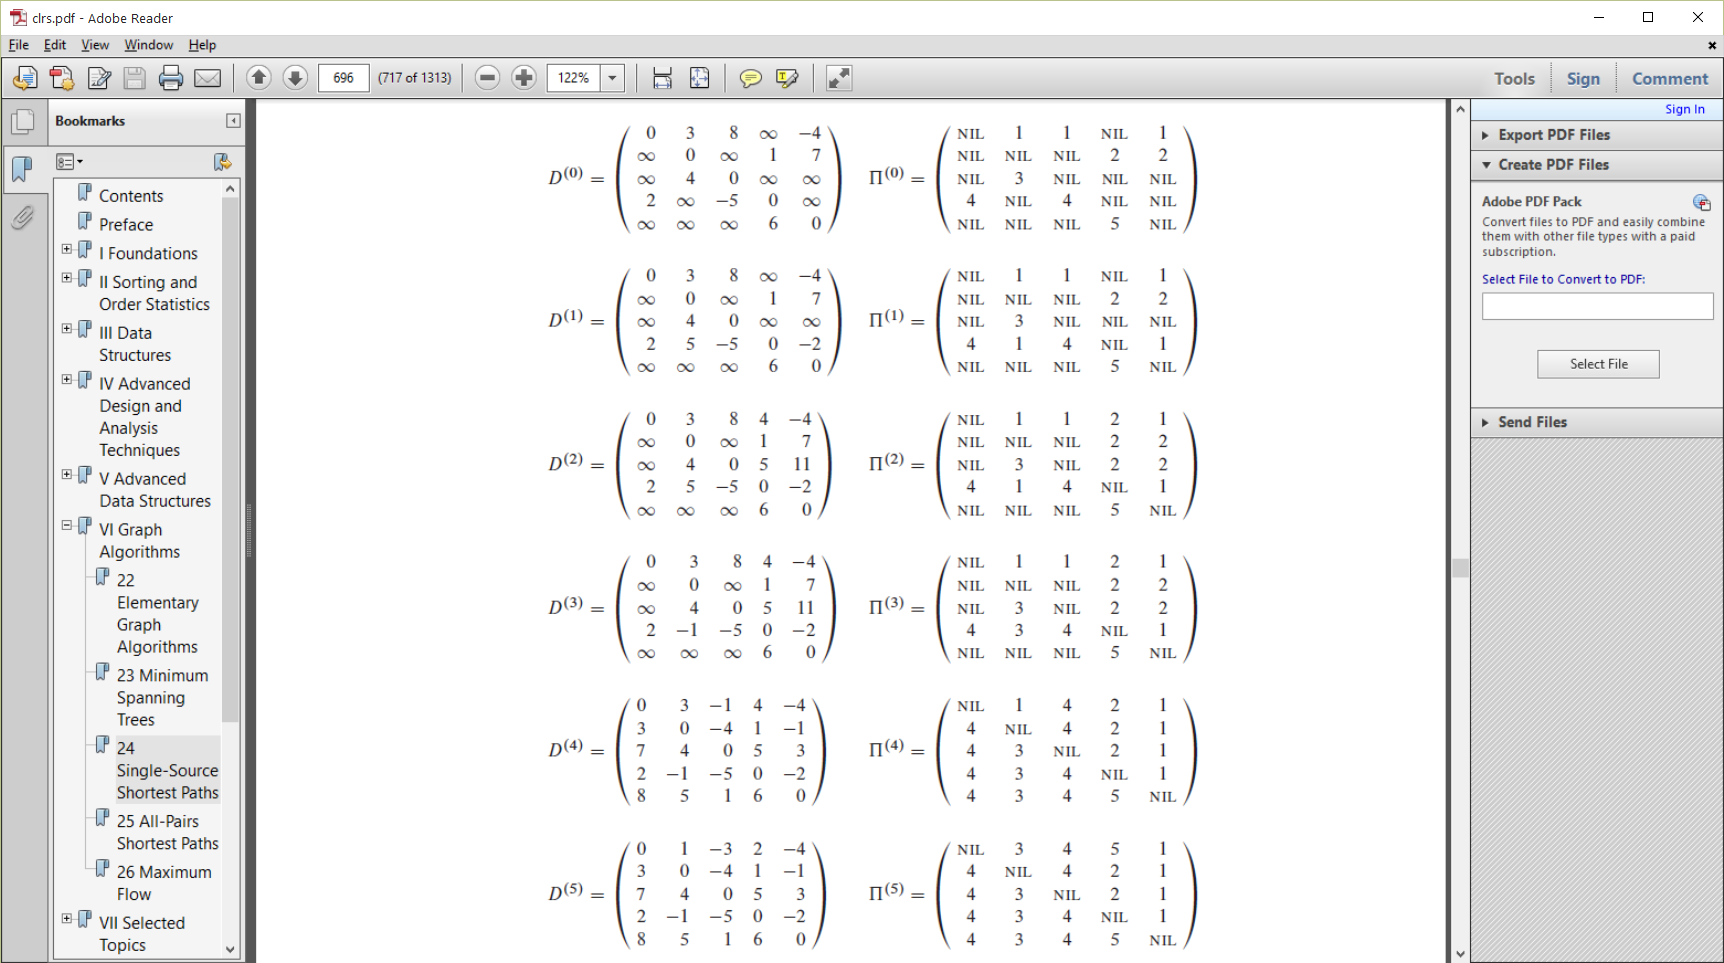 clrs.pdf - Adobe Reader
File Edit View Window Help
696 (717 of 1313) 122% Tools Sign Comment
Bookmarks
Contents
Preface
I Foundations
II Sorting and
Order Statistics
III Data
Structures
IV Advanced
Design and
Analysis
Techniques
V Advanced
Data Structures
VI Graph
Algorithms
22
Elementary
Graph
Algorithms
23 Minimum
Spanning
Trees
24
Single-Source
Shortest Paths
25 All-Pairs
Shortest Paths
26 Maximum
Flow
VII Selected
Topics
0 3 8 ∞ −4 NIL 1 1 NIL 1
∞ 0 ∞ 1 7 NIL NIL NIL 2 2
D(0) = ∞ 4 0 ∞ ∞ Π(0) = NIL 3 NIL NIL NIL
2 ∞ −5 0 ∞ 4 NIL 4 NIL NIL
∞ ∞ ∞ 6 0 NIL NIL NIL 5 NIL
0 3 8 ∞ −4 NIL 1 1 NIL 1
∞ 0 ∞ 1 7 NIL NIL NIL 2 2
D(1) = ∞ 4 0 ∞ ∞ Π(1) = NIL 3 NIL NIL NIL
2 5 −5 0 −2 4 1 4 NIL 1
∞ ∞ ∞ 6 0 NIL NIL NIL 5 NIL
0 3 8 4 −4 NIL 1 1 2 1
∞ 0 ∞ 1 7 NIL NIL NIL 2 2
D(2) = ∞ 4 0 5 11 Π(2) = NIL 3 NIL 2 2
2 5 −5 0 −2 4 1 4 NIL 1
∞ ∞ ∞ 6 0 NIL NIL NIL 5 NIL
0 3 8 4 −4 NIL 1 1 2 1
∞ 0 ∞ 1 7 NIL NIL NIL 2 2
D(3) = ∞ 4 0 5 11 Π(3) = NIL 3 NIL 2 2
2 −1 −5 0 −2 4 3 4 NIL 1
∞ ∞ ∞ 6 0 NIL NIL NIL 5 NIL
0 3 −1 4 −4 NIL 1 4 2 1
3 0 −4 1 −1 4 NIL 4 2 1
D(4) = 7 4 0 5 3 Π(4) = 4 3 NIL 2 1
2 −1 −5 0 −2 4 3 4 NIL 1
8 5 1 6 0 4 3 4 5 NIL
0 1 −3 2 −4 NIL 3 4 5 1
3 0 −4 1 −1 4 NIL 4 2 1
D(5) = 7 4 0 5 3 Π(5) = 4 3 NIL 2 1
2 −1 −5 0 −2 4 3 4 NIL 1
8 5 1 6 0 4 3 4 5 NIL
Sign In
Export PDF Files
Create PDF Files
Adobe PDF Pack
Convert files to PDF and easily combine
them with other file types with a paid
subscription.
Select File to Convert to PDF:
Select File
Send Files